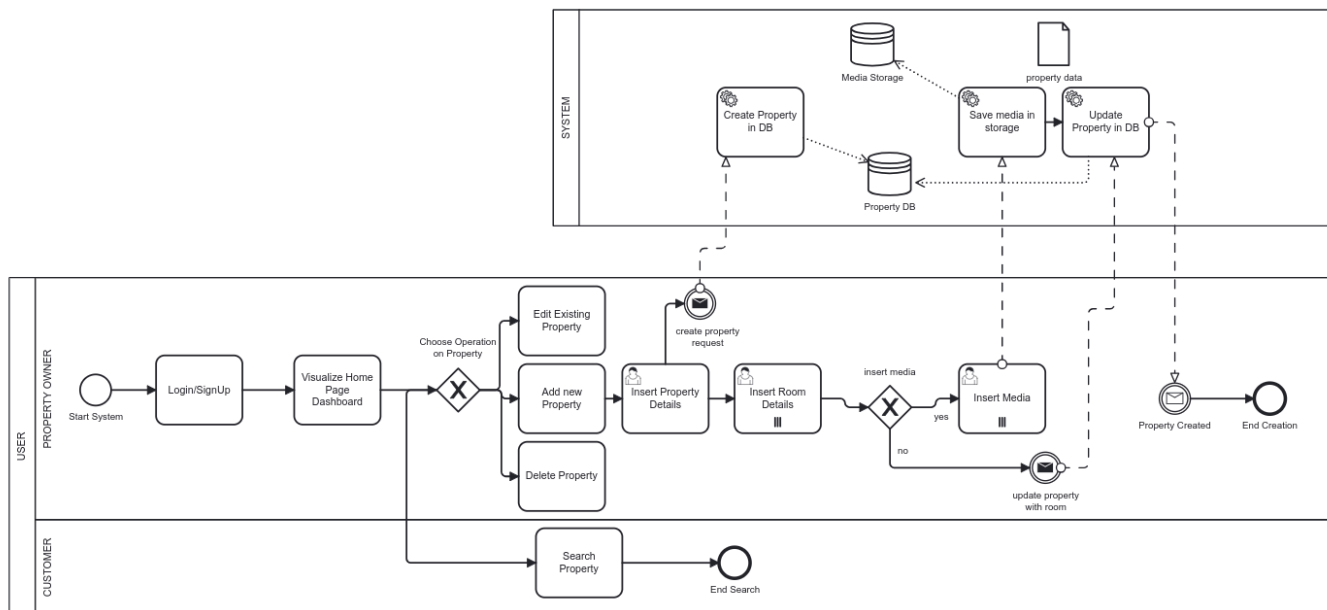 SYSTEM
Media Storage
property data
Create Property
in DB
Save media in
storage
Update
Property in DB
Property DB
USER
PROPERTY OWNER
Start System
Login/SignUp
Visualize Home
Page
Dashboard
Choose Operation
on Property
Edit Existing
Property
Add new
Property
Delete Property
Insert Property
Details
create property
request
Insert Room
Details
insert media
yes
no
Insert Media
update property
with room
Property Created
End Creation
CUSTOMER
Search
Property
End Search